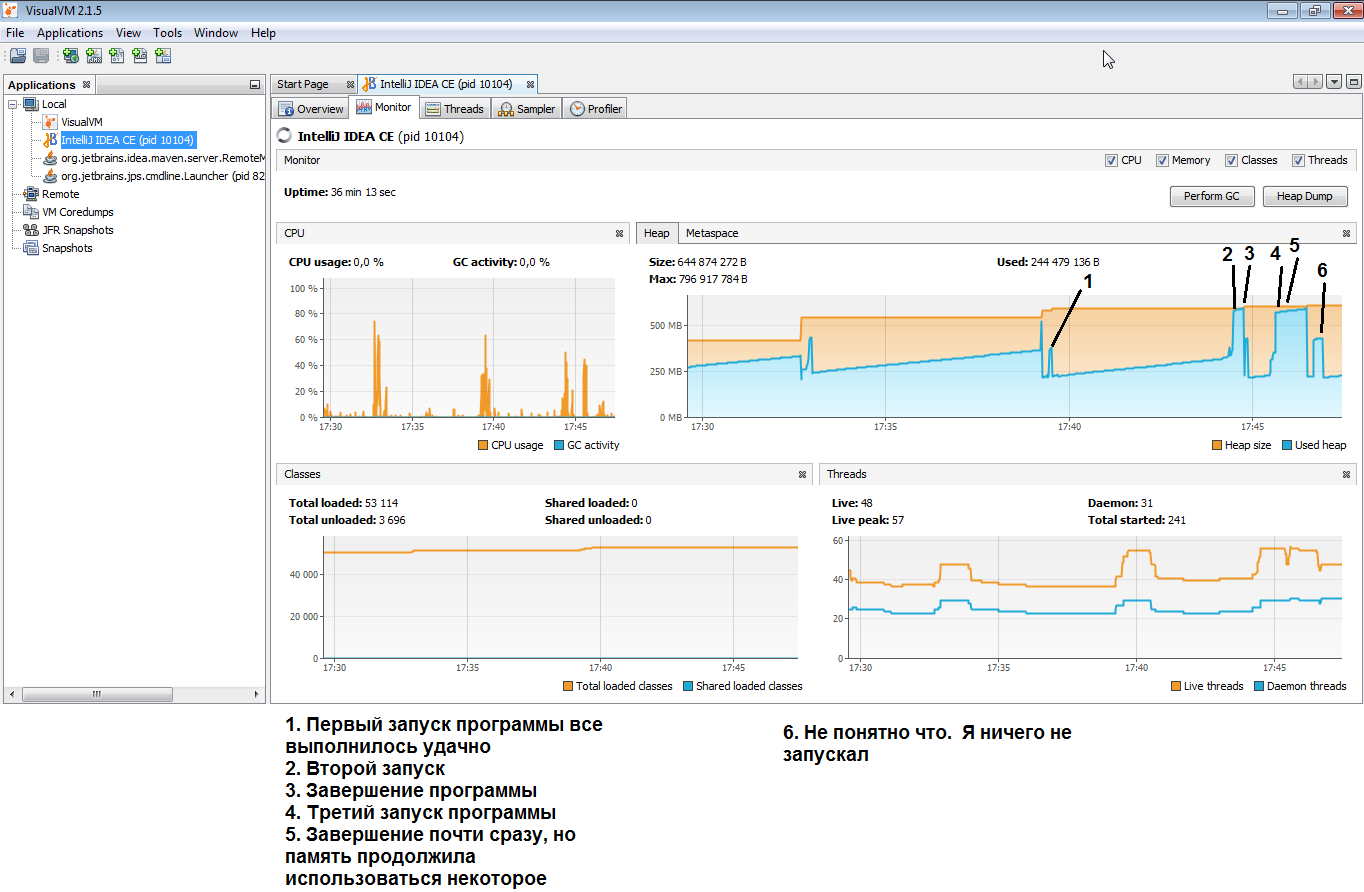 VisualVM 2.1.5
File Applications View Tools Window Help
Applications
Start Page
IntelliJ IDEA CE (pid 10104)
Local
VisualVM
IntelliJ IDEA CE (pid 10104)
org.jetbrains.idea.maven.server.RemoteM
org.jetbrains.jps.cmdline.Launcher (pid 82
Remote
VM Coredumps
JFR Snapshots
Snapshots
Overview Monitor Threads Sampler Profiler
IntelliJ IDEA CE (pid 10104)
Monitor
CPU Memory Classes Threads
Uptime: 36 min 13 sec
Perform GC Heap Dump
CPU
CPU usage: 0,0 % GC activity: 0,0 %
100 %
80 %
60 %
40 %
20 %
0 %
17:30 17:35 17:40 17:45
CPU usage GC activity
Heap Metaspace
Size: 644 874 272 B Used: 244 479 136 B
Max: 796 917 784 B
1 2 3 4 5 6
500 MB
250 MB
0 MB
17:30 17:35 17:40 17:45
Heap size Used heap
Classes
Total loaded: 53 114 Shared loaded: 0
Total unloaded: 3 696 Shared unloaded: 0
40 000
20 000
0
17:30 17:35 17:40 17:45
Total loaded classes Shared loaded classes
Threads
Live: 48 Daemon: 31
Live peak: 57 Total started: 241
60
40
20
0
17:30 17:35 17:40 17:45
Live threads Daemon threads
1. Первый запуск программы все
выполнилось удачно
2. Второй запуск
3. Завершение программы
4. Третий запуск программы
5. Завершение почти сразу, но
память продолжила
использоваться некоторое
6. Не понятно что. Я ничего не
запускал